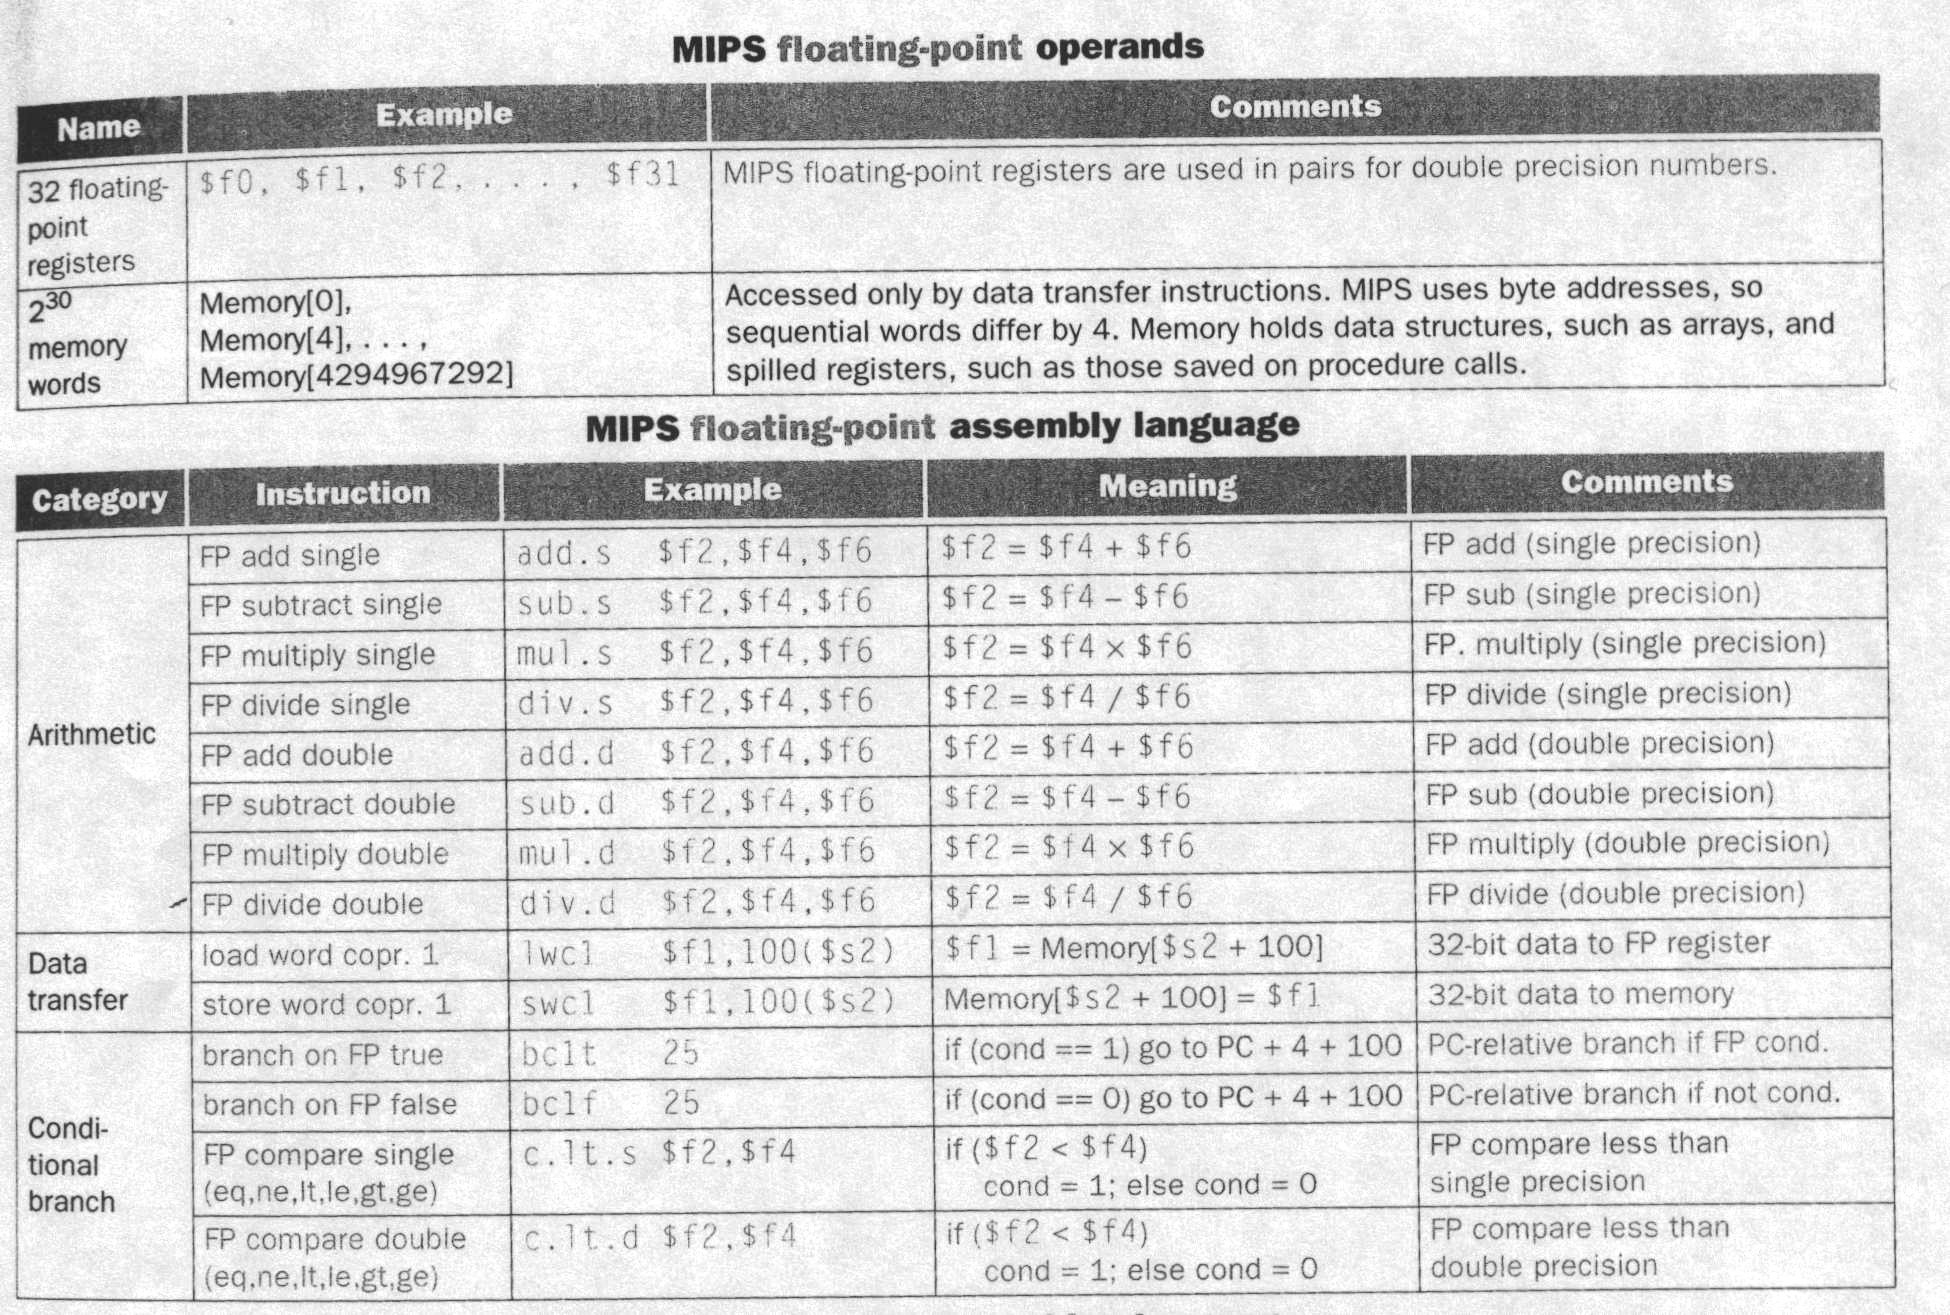 MIPS floating-point operands
Name Example Comments
32 floating-point registers $f0, $f1, $f2, . . . . , $f31 MIPS floating-point registers are used in pairs for double precision numbers.
2^30 memory words Memory[0], Memory[4], . . . , Memory[4294967292] Accessed only by data transfer instructions. MIPS uses byte addresses, so
sequential words differ by 4. Memory holds data structures, such as arrays, and
spilled registers, such as those saved on procedure calls.
MIPS floating-point assembly language
Category Instruction Example Meaning Comments
Arithmetic
FP add single add.s $f2,$f4,$f6 $f2 = $f4 + $f6 FP add (single precision)
FP subtract single sub.s $f2,$f4,$f6 $f2 = $f4 – $f6 FP sub (single precision)
FP multiply single mul.s $f2,$f4,$f6 $f2 = $f4 × $f6 FP. multiply (single precision)
FP divide single div.s $f2,$f4,$f6 $f2 = $f4 / $f6 FP divide (single precision)
FP add double add.d $f2,$f4,$f6 $f2 = $f4 + $f6 FP add (double precision)
FP subtract double sub.d $f2,$f4,$f6 $f2 = $f4 – $f6 FP sub (double precision)
FP multiply double mul.d $f2,$f4,$f6 $f2 = $f4 × $f6 FP multiply (double precision)
FP divide double div.d $f2,$f4,$f6 $f2 = $f4 / $f6 FP divide (double precision)
Data transfer
load word copr. 1 lwc1 $f1,100($s2) $f1 = Memory[$s2 + 100] 32-bit data to FP register
store word copr. 1 swc1 $f1,100($s2) Memory[$s2 + 100] = $f1 32-bit data to memory
Condi-
tional
branch
branch on FP true bc1t 25 if (cond == 1) go to PC + 4 + 100 PC-relative branch if FP cond.
branch on FP false bc1f 25 if (cond == 0) go to PC + 4 + 100 PC-relative branch if not cond.
FP compare single c.lt.s $f2,$f4 if ($f2 < $f4) FP compare less than
(eq,ne,lt,le,gt,ge) cond = 1; else cond = 0 single precision
FP compare double c.lt.d $f2,$f4 if ($f2 < $f4) FP compare less than
(eq,ne,lt,le,gt,ge) cond = 1; else cond = 0 double precision